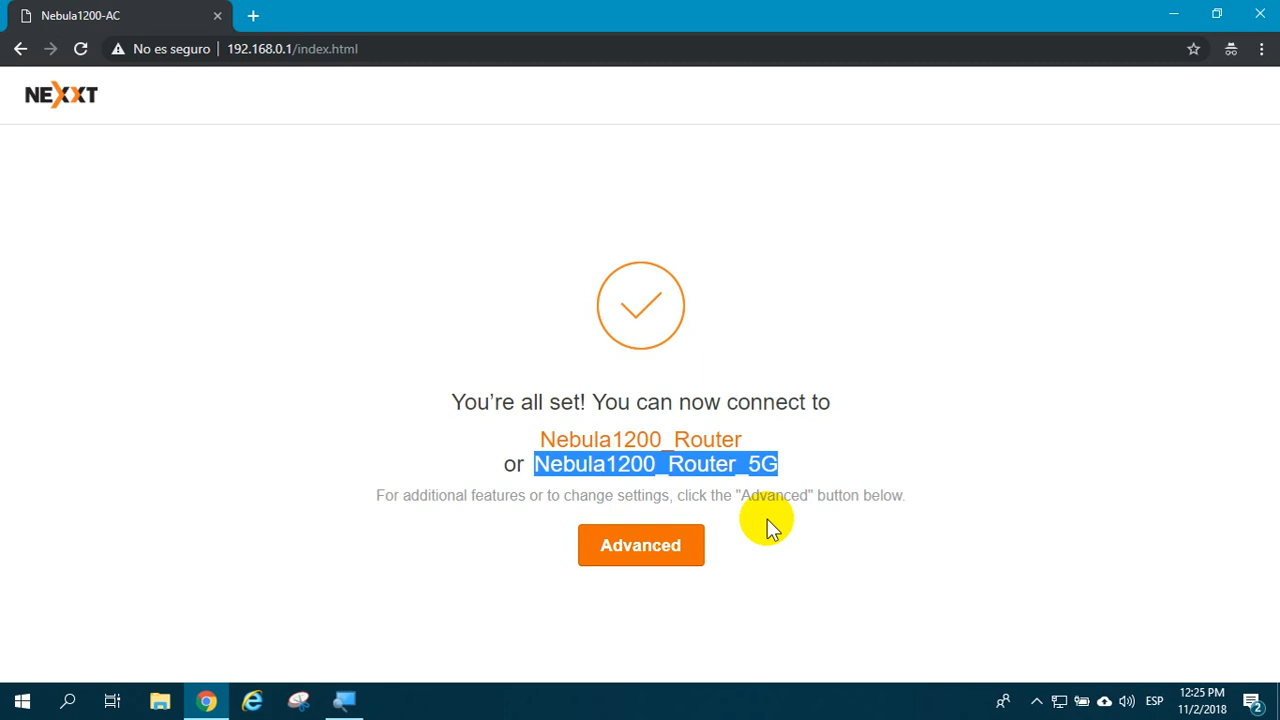 Nebula1200-AC
No es seguro 192.168.0.1/index.html
NEXXT
You’re all set! You can now connect to
Nebula1200_Router
or Nebula1200_Router_5G
For additional features or to change settings, click the "Advanced" button below.
Advanced
ESP
12:25 PM
11/2/2018
2